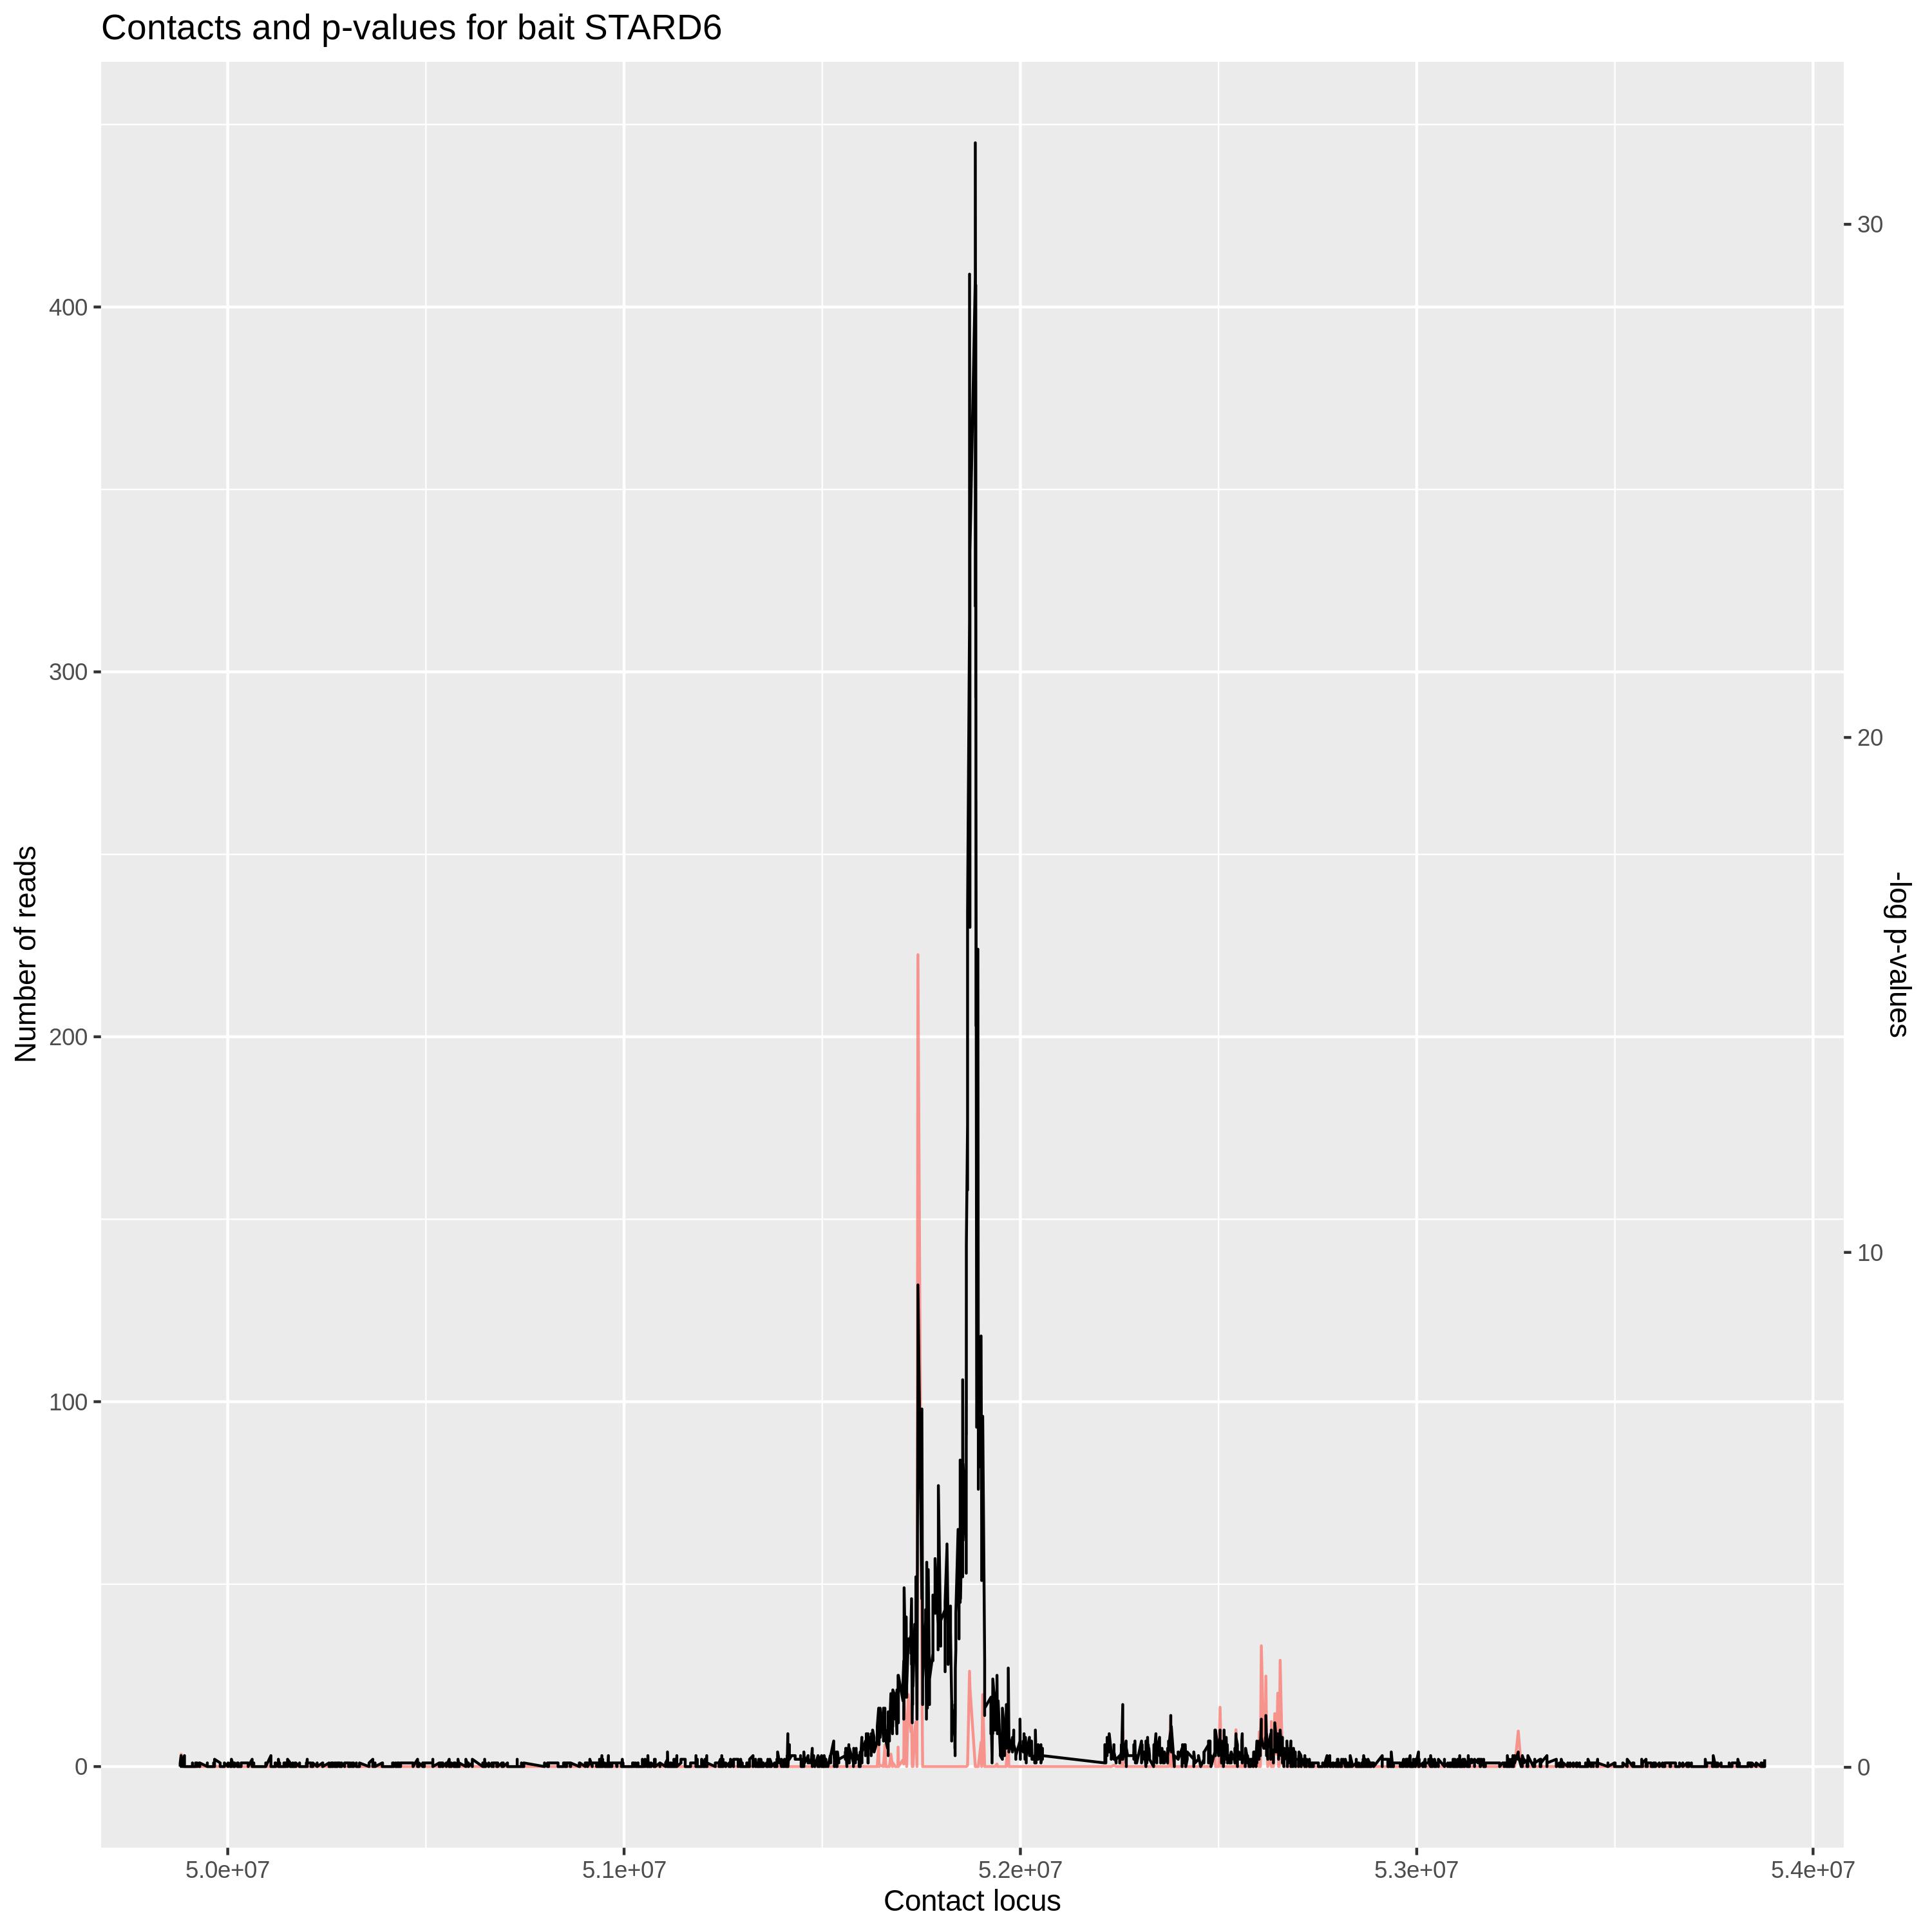 Contacts and p-values for bait STARD6
400
300
200
100
0
Number of reads
30
20
10
0
-log p-values
5.0e+07
5.1e+07
5.2e+07
5.3e+07
5.4e+07
Contact locus